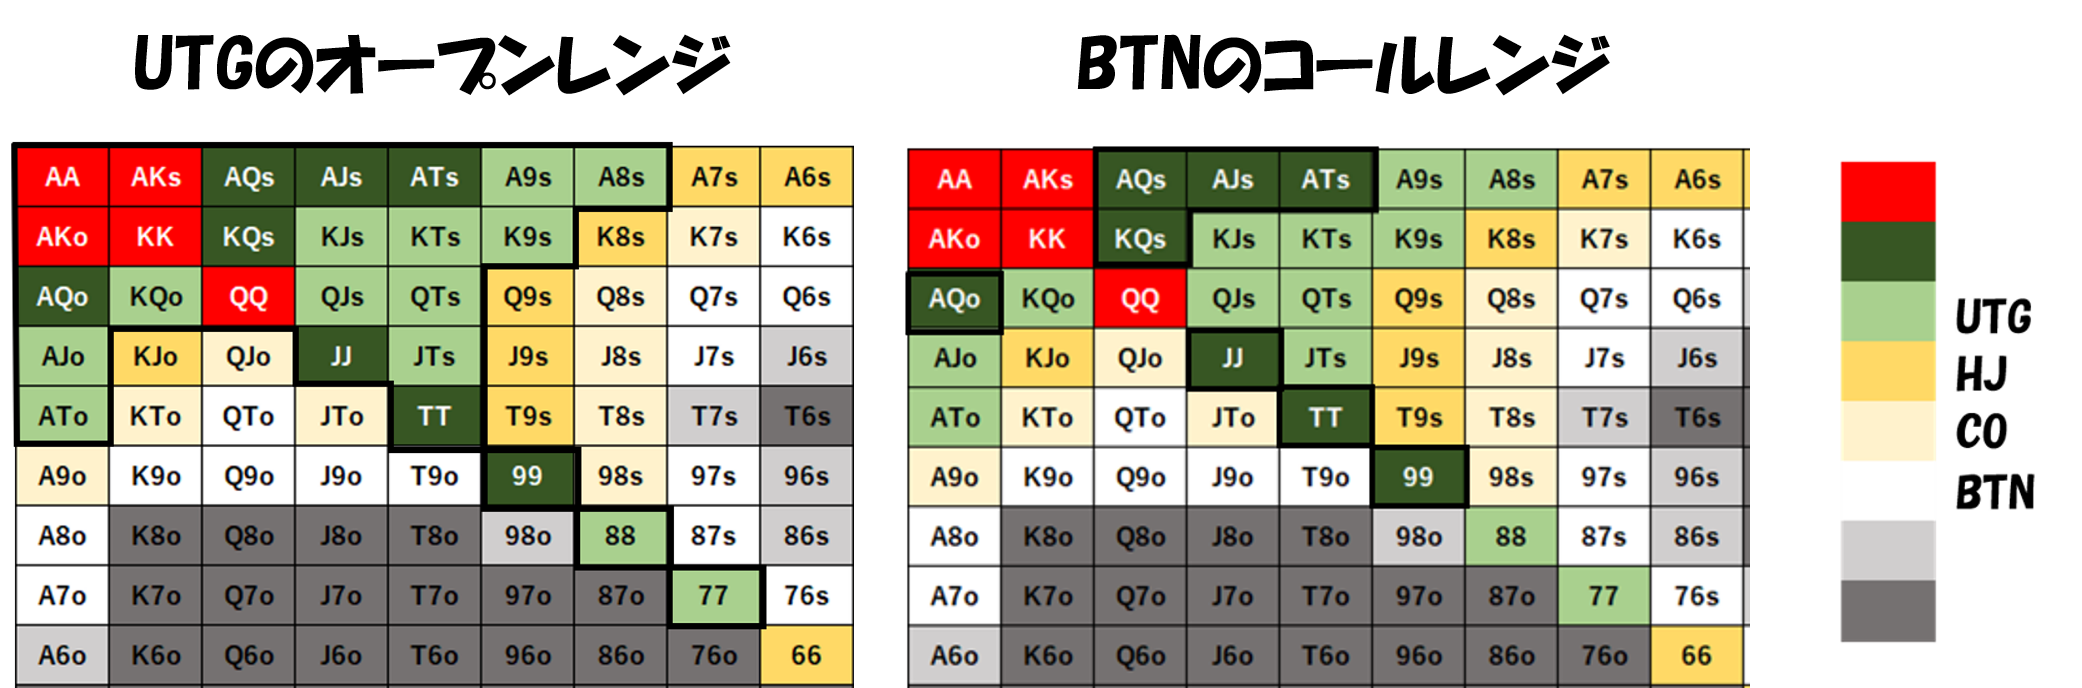 UTGのオープンレンジ
BTNのコールレンジ
AA AKs AQs AJs ATs A9s A8s A7s A6s
AKo KK KQs KJs KTs K9s K8s K7s K6s
AQo KQo QQ QJs QTs Q9s Q8s Q7s Q6s
AJo KJo QJo JJ JTs J9s J8s J7s J6s
ATo KTo QTo JTo TT T9s T8s T7s T6s
A9o K9o Q9o J9o T9o 99 98s 97s 96s
A8o K8o Q8o J8o T8o 98o 88 87s 86s
A7o K7o Q7o J7o T7o 97o 87o 77 76s
A6o K6o Q6o J6o T6o 96o 86o 76o 66
AA AKs AQs AJs ATs A9s A8s A7s A6s
AKo KK KQs KJs KTs K9s K8s K7s K6s
AQo KQo QQ QJs QTs Q9s Q8s Q7s Q6s
AJo KJo QJo JJ JTs J9s J8s J7s J6s
ATo KTo QTo JTo TT T9s T8s T7s T6s
A9o K9o Q9o J9o T9o 99 98s 97s 96s
A8o K8o Q8o J8o T8o 98o 88 87s 86s
A7o K7o Q7o J7o T7o 97o 87o 77 76s
A6o K6o Q6o J6o T6o 96o 86o 76o 66
UTG
HJ
CO
BTN